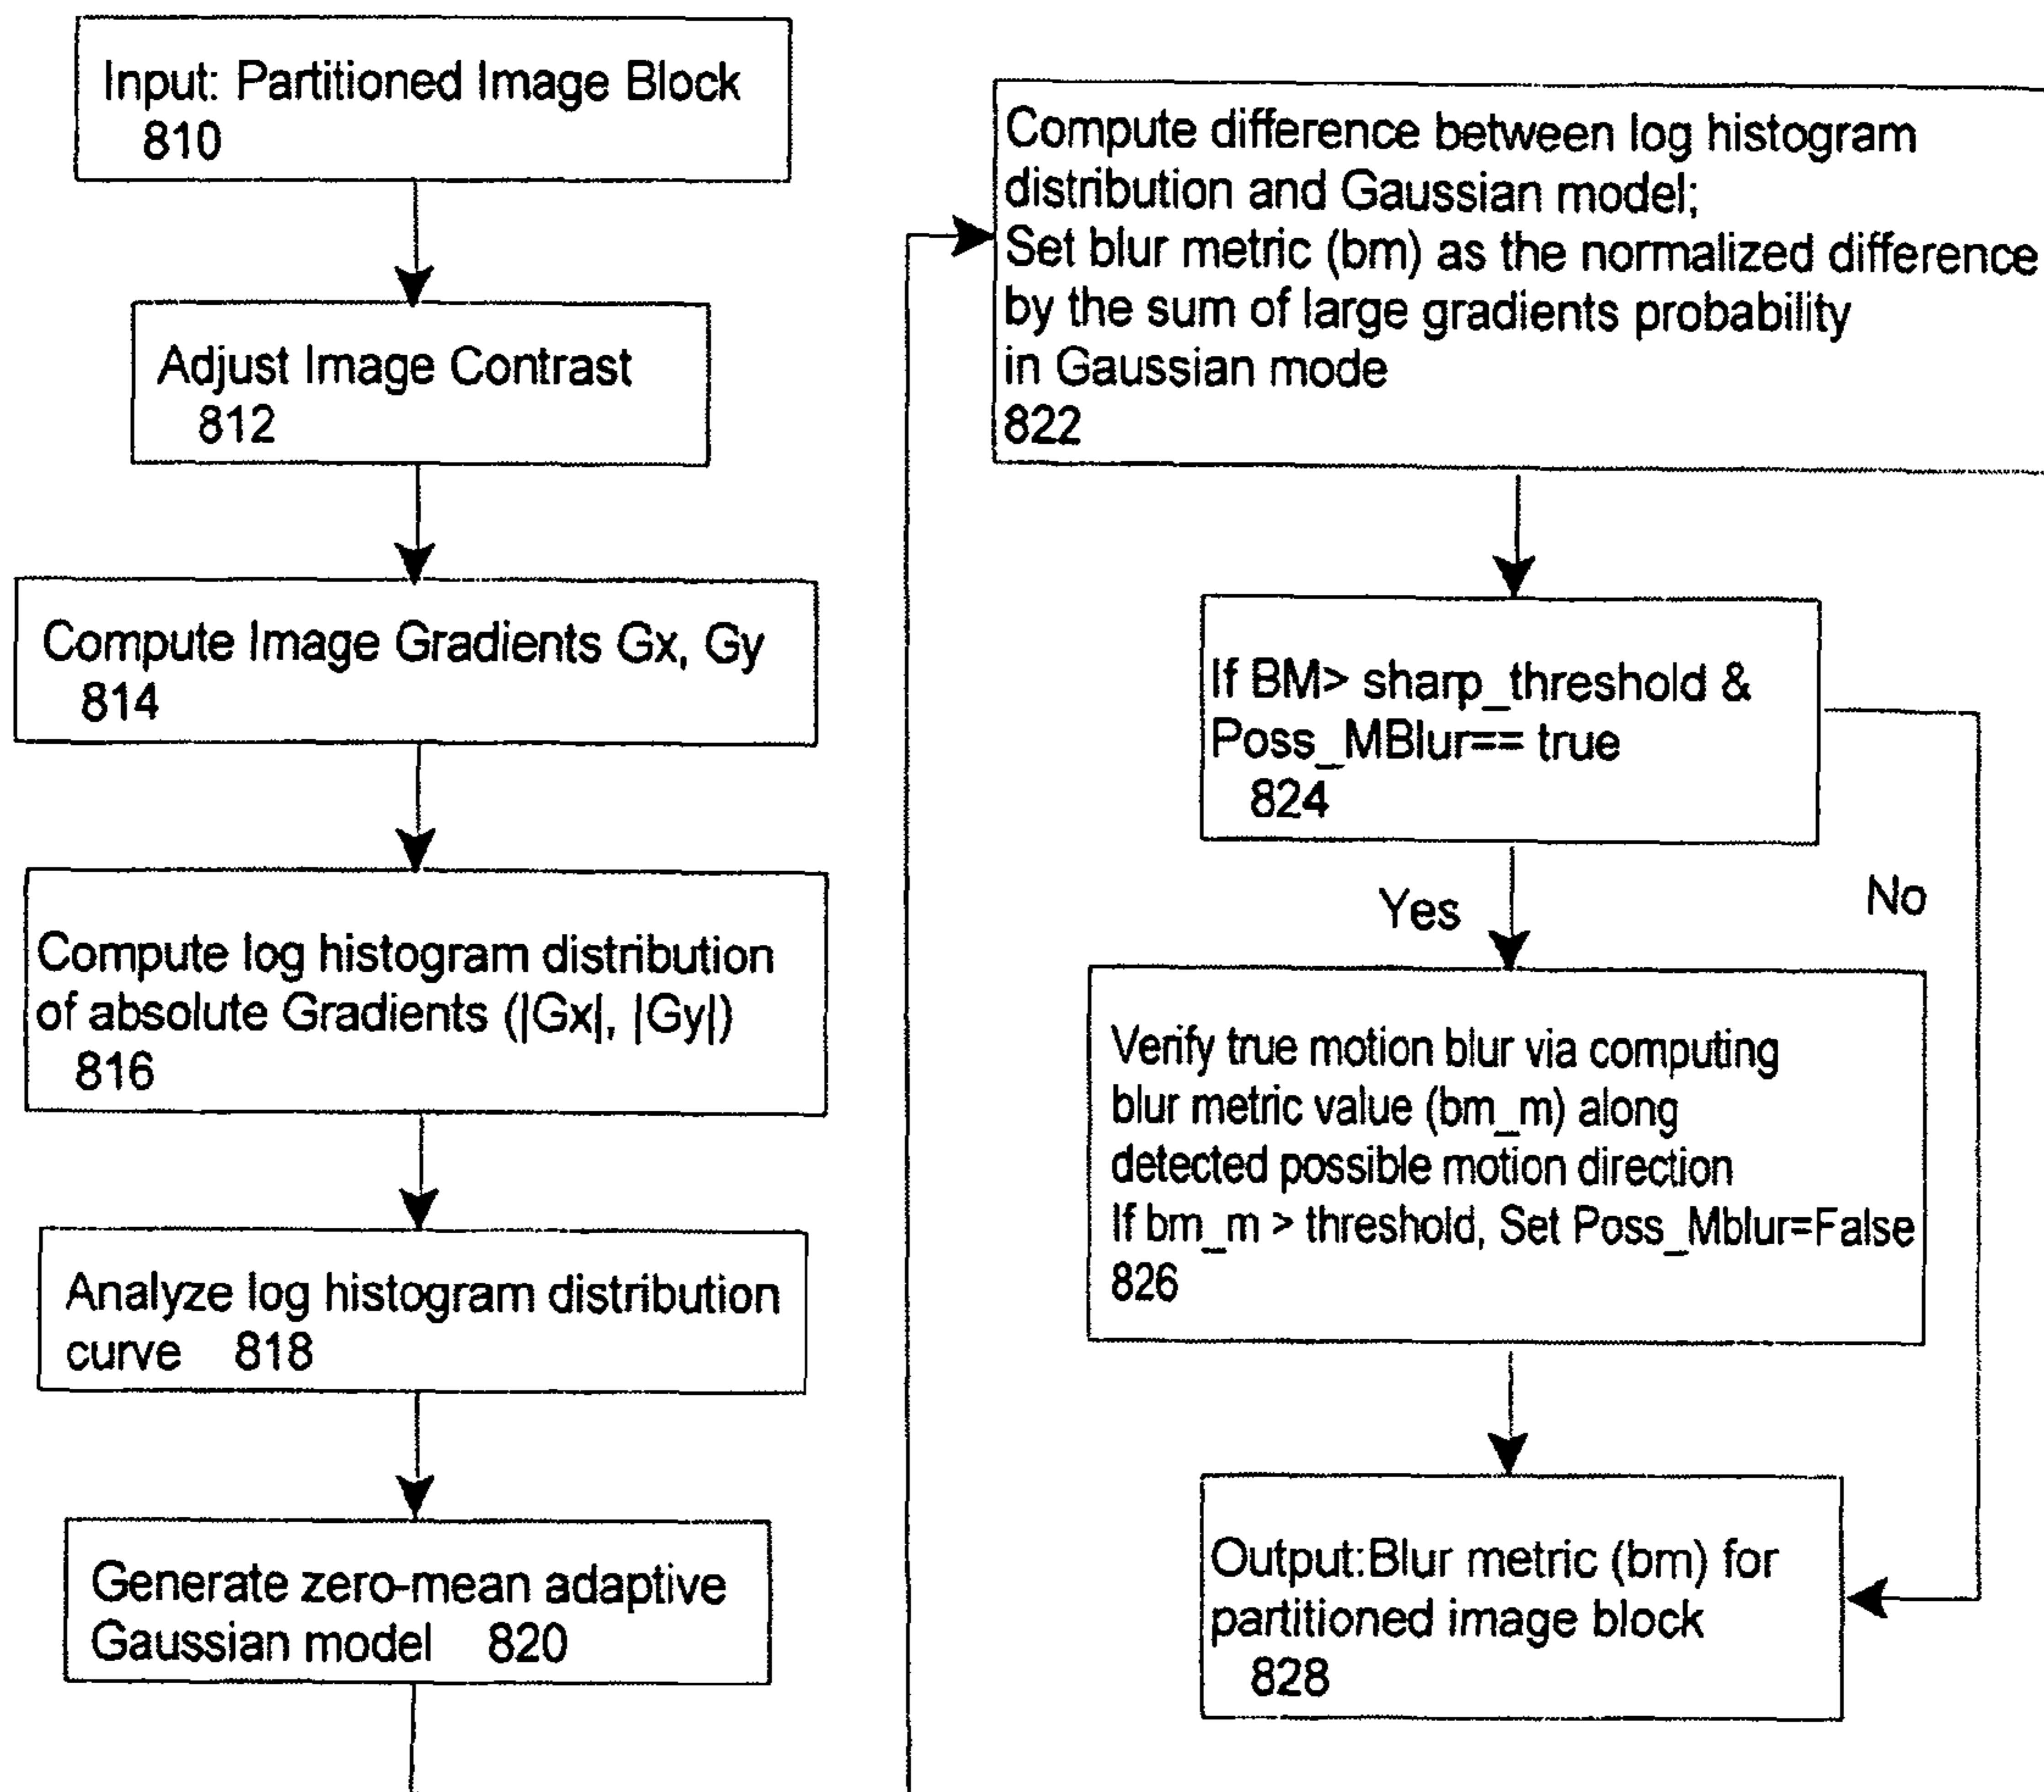 Input: Partitioned Image Block
810
Adjust Image Contrast
812
Compute Image Gradients Gx, Gy
814
Compute log histogram distribution
of absolute Gradients (|Gx|, |Gy|)
816
Analyze log histogram distribution
curve 818
Generate zero-mean adaptive
Gaussian model 820
Compute difference between log histogram
distribution and Gaussian model;
Set blur metric (bm) as the normalized difference
by the sum of large gradients probability
in Gaussian mode
822
If BM> sharp_threshold &
Poss_MBlur== true
824
Yes
No
Verify true motion blur via computing
blur metric value (bm_m) along
detected possible motion direction
If bm_m > threshold, Set Poss_Mblur=False
826
Output:Blur metric (bm) for
partitioned image block
828